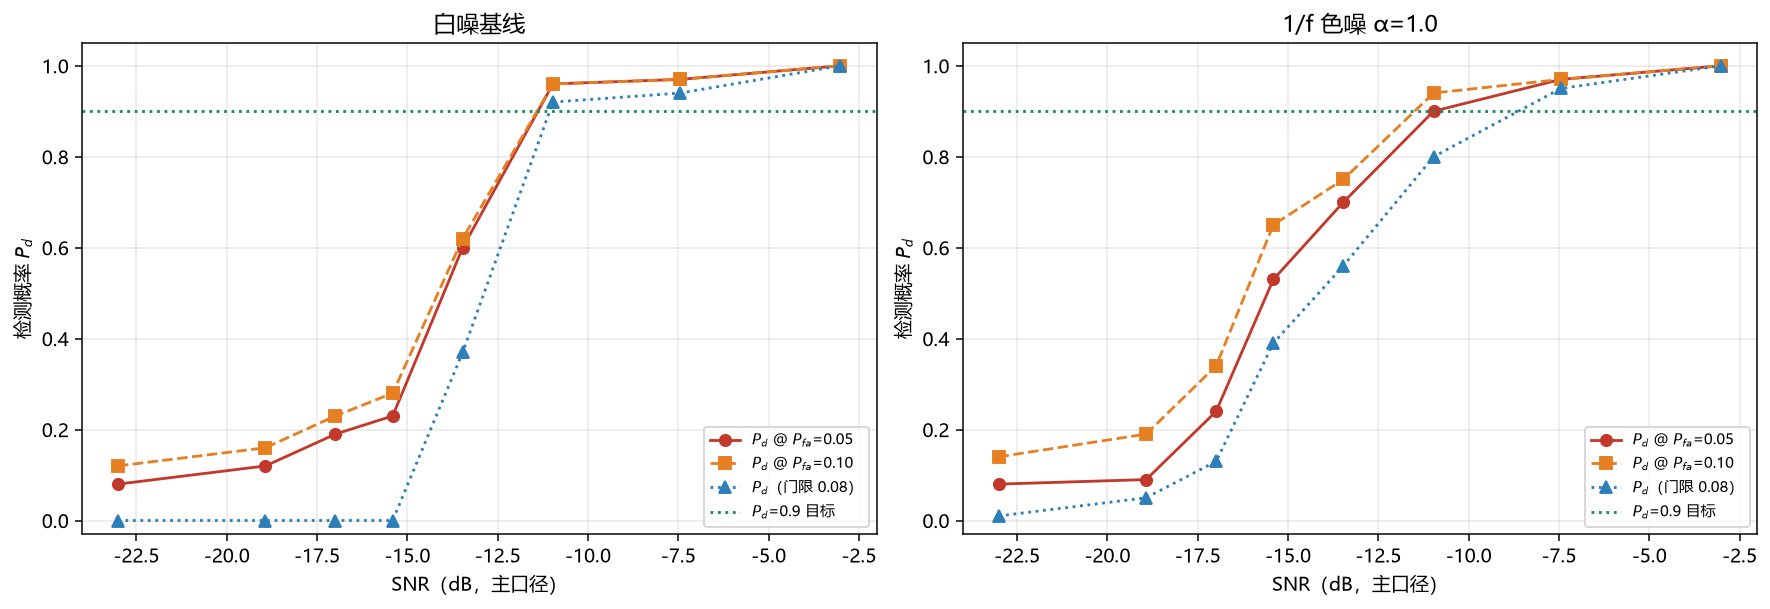 白噪基线
1.0
0.8
0.6
0.4
0.2
0.0
检测概率 P_d
-22.5 -20.0 -17.5 -15.0 -12.5 -10.0 -7.5 -5.0 -2.5
SNR（dB，主口径）
P_d @ P_fa=0.05
P_d @ P_fa=0.10
P_d（门限 0.08）
P_d=0.9 目标
1/f 色噪 α=1.0
1.0
0.8
0.6
0.4
0.2
0.0
检测概率 P_d
-22.5 -20.0 -17.5 -15.0 -12.5 -10.0 -7.5 -5.0 -2.5
SNR（dB，主口径）
P_d @ P_fa=0.05
P_d @ P_fa=0.10
P_d（门限 0.08）
P_d=0.9 目标